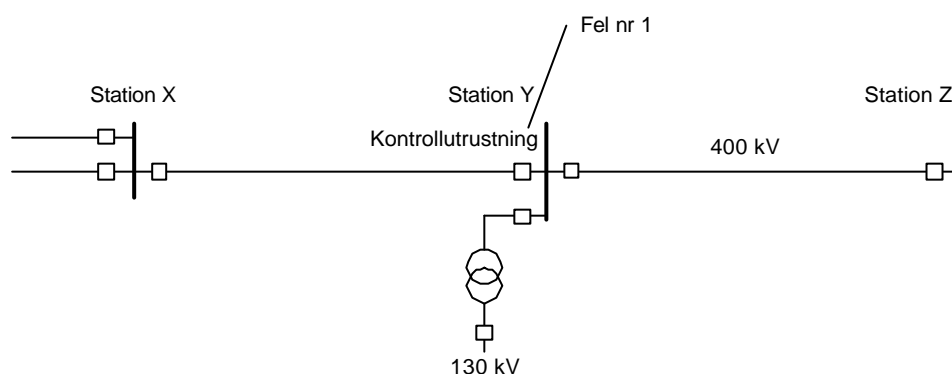 Fel nr 1
Station X
Station Y
Station Z
Kontrollutrustning
400 kV
130 kV